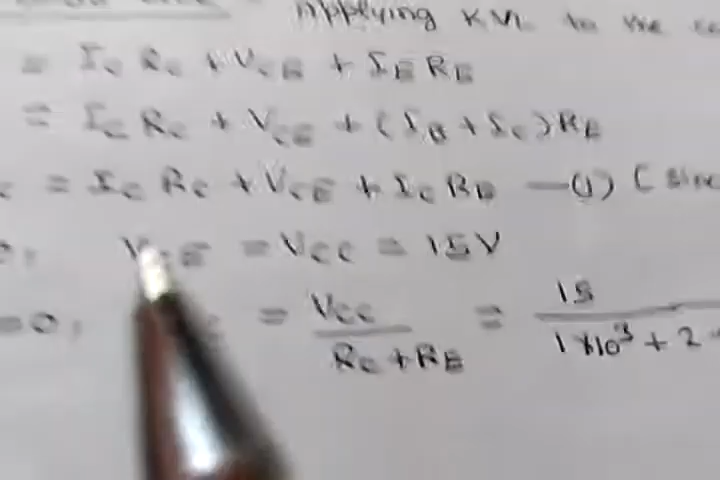 Applying KVL to the
= IC RC + VCE + IE RE
= IC RC + VCE + (IB + IC) RE
= IC RC + VCE + IC RE —(1) (
VCE = VCC = 15V
=0, = VCC / RC + RE = 15 / 1×10³ + 2